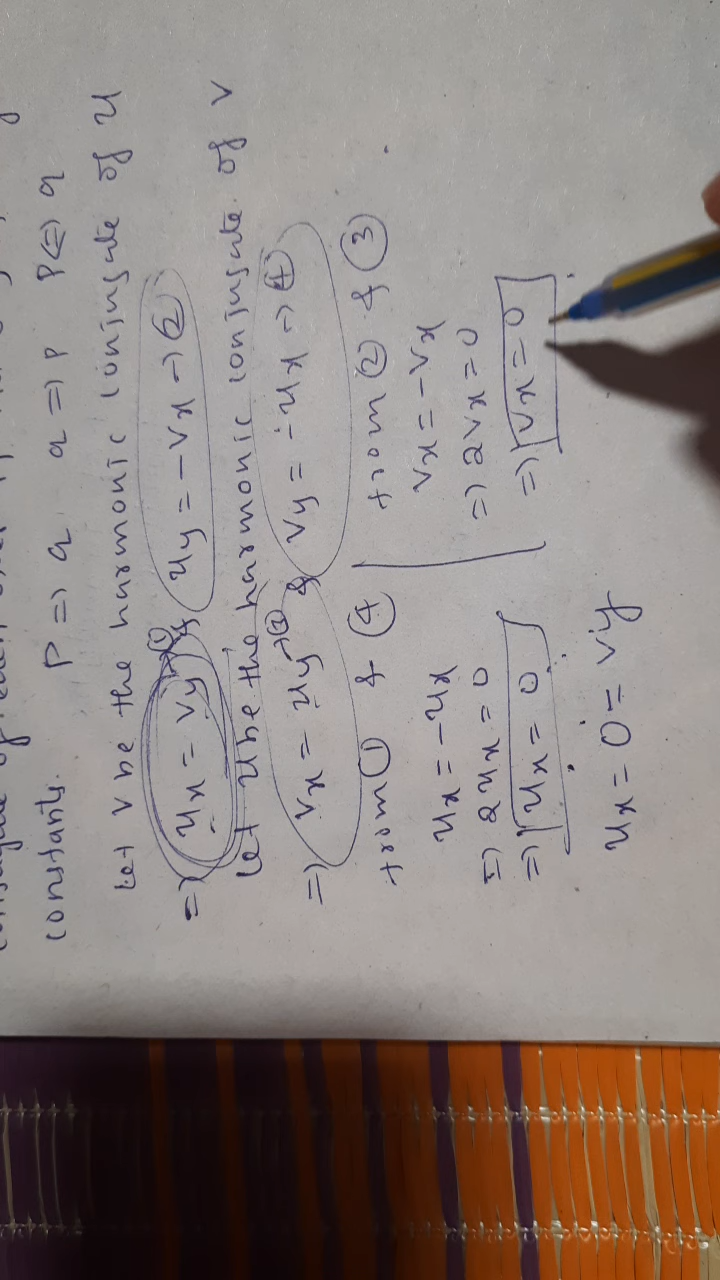 constants.
P => q q => P P <=> q
Let v be the harmonic conjugate of u
=> ux = vy → ① & uy = -vx → ②
Let u be the harmonic conjugate of v
=> vx = uy → ③ & vy = -ux → ④
from ① & ④
ux = -ux
=> 2ux = 0
=> ux = 0
from ② & ③
vx = -vx
=> 2vx = 0
=> vx = 0
ux = 0 = vy